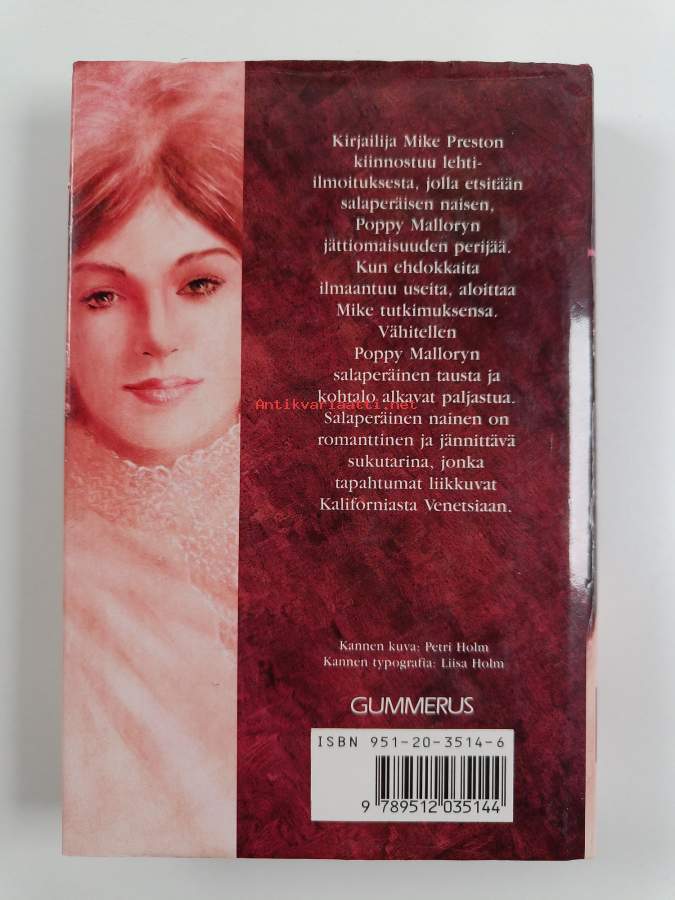 Kirjailija Mike Preston
kiinnostuu lehti-
ilmoituksesta, jolla etsitään
salaperäisen naisen,
Poppy Malloryn
jättiomaisuuden perijää.
Kun ehdokkaita
ilmaantuu useita, aloittaa
Mike tutkimuksensa.
Vähitellen
Poppy Malloryn
salaperäinen tausta ja
kohtalo alkavat paljastua.
Antikvariaatti.net
Salaperäinen nainen on
romanttinen ja jännittävä
sukutarina, jonka
tapahtumat liikkuvat
Kaliforniasta Venetsiaan.
Kannen kuva: Petri Holm
Kannen typografia: Liisa Holm
GUMMERUS
ISBN 951-20-3514-6
9 789512 035144